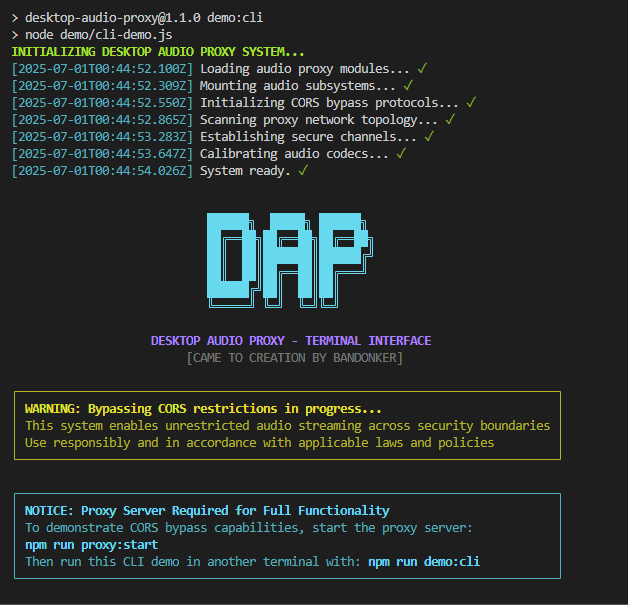 > desktop-audio-proxy@1.1.0 demo:cli
> node demo/cli-demo.js
INITIALIZING DESKTOP AUDIO PROXY SYSTEM...
[2025-07-01T00:44:52.100Z] Loading audio proxy modules... ✓
[2025-07-01T00:44:52.309Z] Mounting audio subsystems... ✓
[2025-07-01T00:44:52.550Z] Initializing CORS bypass protocols... ✓
[2025-07-01T00:44:52.865Z] Scanning proxy network topology... ✓
[2025-07-01T00:44:53.283Z] Establishing secure channels... ✓
[2025-07-01T00:44:53.647Z] Calibrating audio codecs... ✓
[2025-07-01T00:44:54.026Z] System ready. ✓
DAP
DESKTOP AUDIO PROXY - TERMINAL INTERFACE
[CAME TO CREATION BY BANDONKER]
WARNING: Bypassing CORS restrictions in progress...
This system enables unrestricted audio streaming across security boundaries
Use responsibly and in accordance with applicable laws and policies
NOTICE: Proxy Server Required for Full Functionality
To demonstrate CORS bypass capabilities, start the proxy server:
npm run proxy:start
Then run this CLI demo in another terminal with: npm run demo:cli